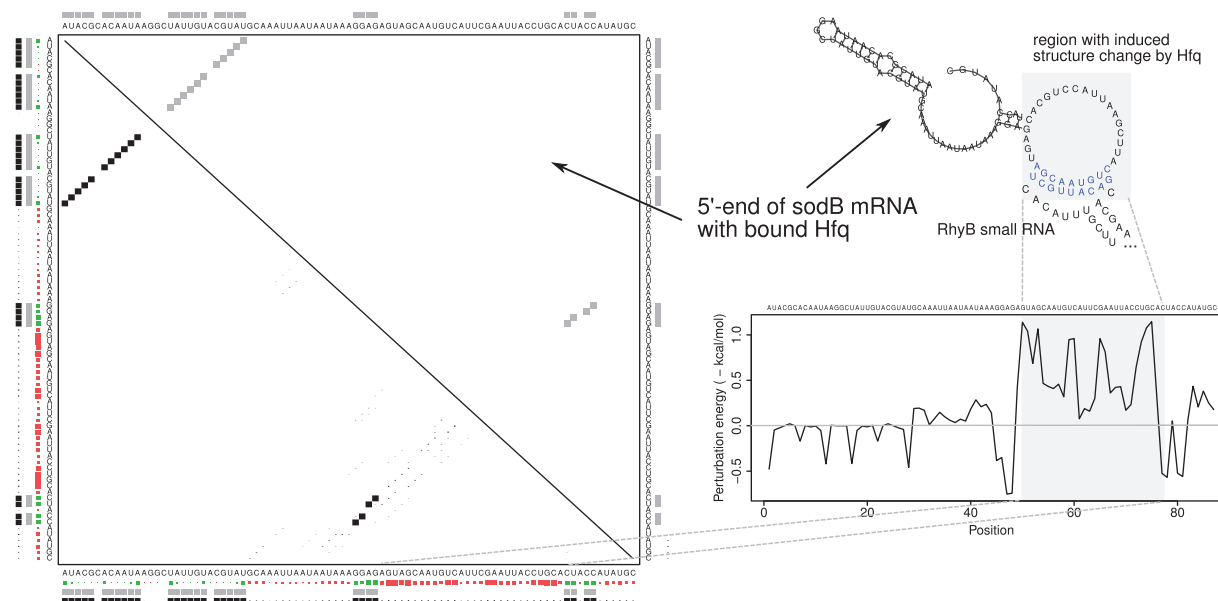 AUACGCACAAUAAGGCUAUUGUACGUAUGCAAAUUAAUAAUAAAGGAGAGUAGCAAUGUCAUUCGAAUUACCUGCACUACCAUAUGC
AUACGCACAAUAAGGCUAUUGUACGUAUGCAAAUUAAUAAUAAAGGAGAGUAGCAAUGUCAUUCGAAUUACCUGCACUACCAUAUGC
AUACGCACAAUAAGGCUAUUGUACGUAUGCAAAUUAAUAAUAAAGGAGAGUAGCAAUGUCAUUCGAAUUACCUGCACUACCAUAUGC
AUACGCACAAUAAGGCUAUUGUACGUAUGCAAAUUAAUAAUAAAGGAGAGUAGCAAUGUCAUUCGAAUUACCUGCACUACCAUAUGC
region with induced
structure change by Hfq
5'-end of sodB mRNA
with bound Hfq
RhyB small RNA
...
AUACGCACAAUAAGGCUAUUGUACGUAUGCAAAUUAAUAAUAAAGGAGAGUAGCAAUGUCAUUCGAAUUACCUGCACUACCAUAUGC
Perturbation energy ( − kcal/mol)
1.0
0.5
0.0
−0.5
0 20 40 60 80
Position